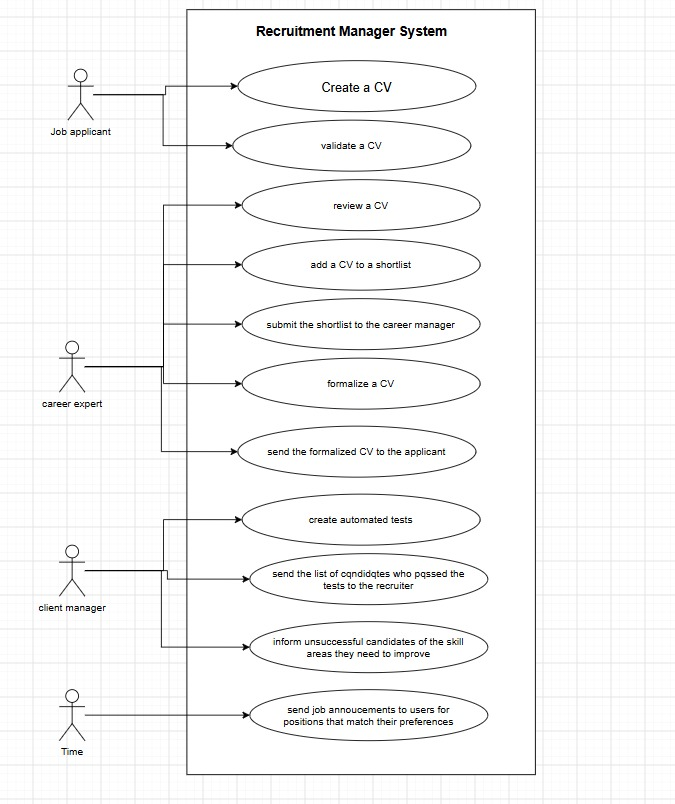 Recruitment Manager System
Create a CV
Job applicant
validate a CV
review a CV
add a CV to a shortlist
submit the shortlist to the career manager
formalize a CV
career expert
send the formalized CV to the applicant
create automated tests
send the list of cqndidqtes who pqssed the
tests to the recruiter
client manager
inform unsuccessful candidates of the skill
areas they need to improve
send job annoucements to users for
positions that match their preferences
Time